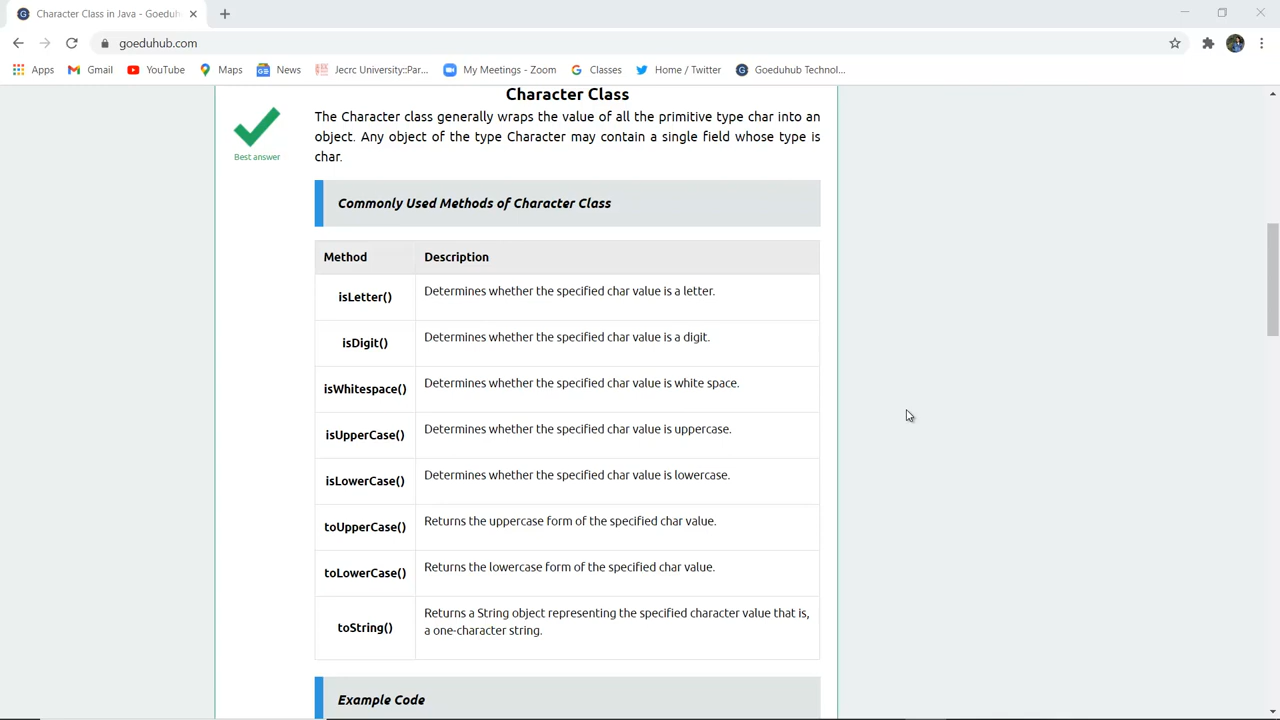 Character Class in Java - Goeduh
goeduhub.com
Apps
Gmail
YouTube
Maps
News
Jecrc University::Par...
My Meetings - Zoom
Classes
Home / Twitter
Goeduhub Technol...
Character Class
The Character class generally wraps the value of all the primitive type char into an
object. Any object of the type Character may contain a single field whose type is
char.
Best answer
Commonly Used Methods of Character Class
Method Description
isLetter() Determines whether the specified char value is a letter.
isDigit() Determines whether the specified char value is a digit.
isWhitespace() Determines whether the specified char value is white space.
isUpperCase() Determines whether the specified char value is uppercase.
isLowerCase() Determines whether the specified char value is lowercase.
toUpperCase() Returns the uppercase form of the specified char value.
toLowerCase() Returns the lowercase form of the specified char value.
toString() Returns a String object representing the specified character value that is,
a one-character string.
Example Code